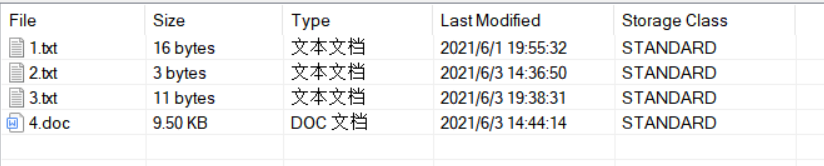 File Size Type Last Modified Storage Class
1.txt 16 bytes 文本文档 2021/6/1 19:55:32 STANDARD
2.txt 3 bytes 文本文档 2021/6/3 14:36:50 STANDARD
3.txt 11 bytes 文本文档 2021/6/3 19:38:31 STANDARD
4.doc 9.50 KB DOC 文档 2021/6/3 14:44:14 STANDARD